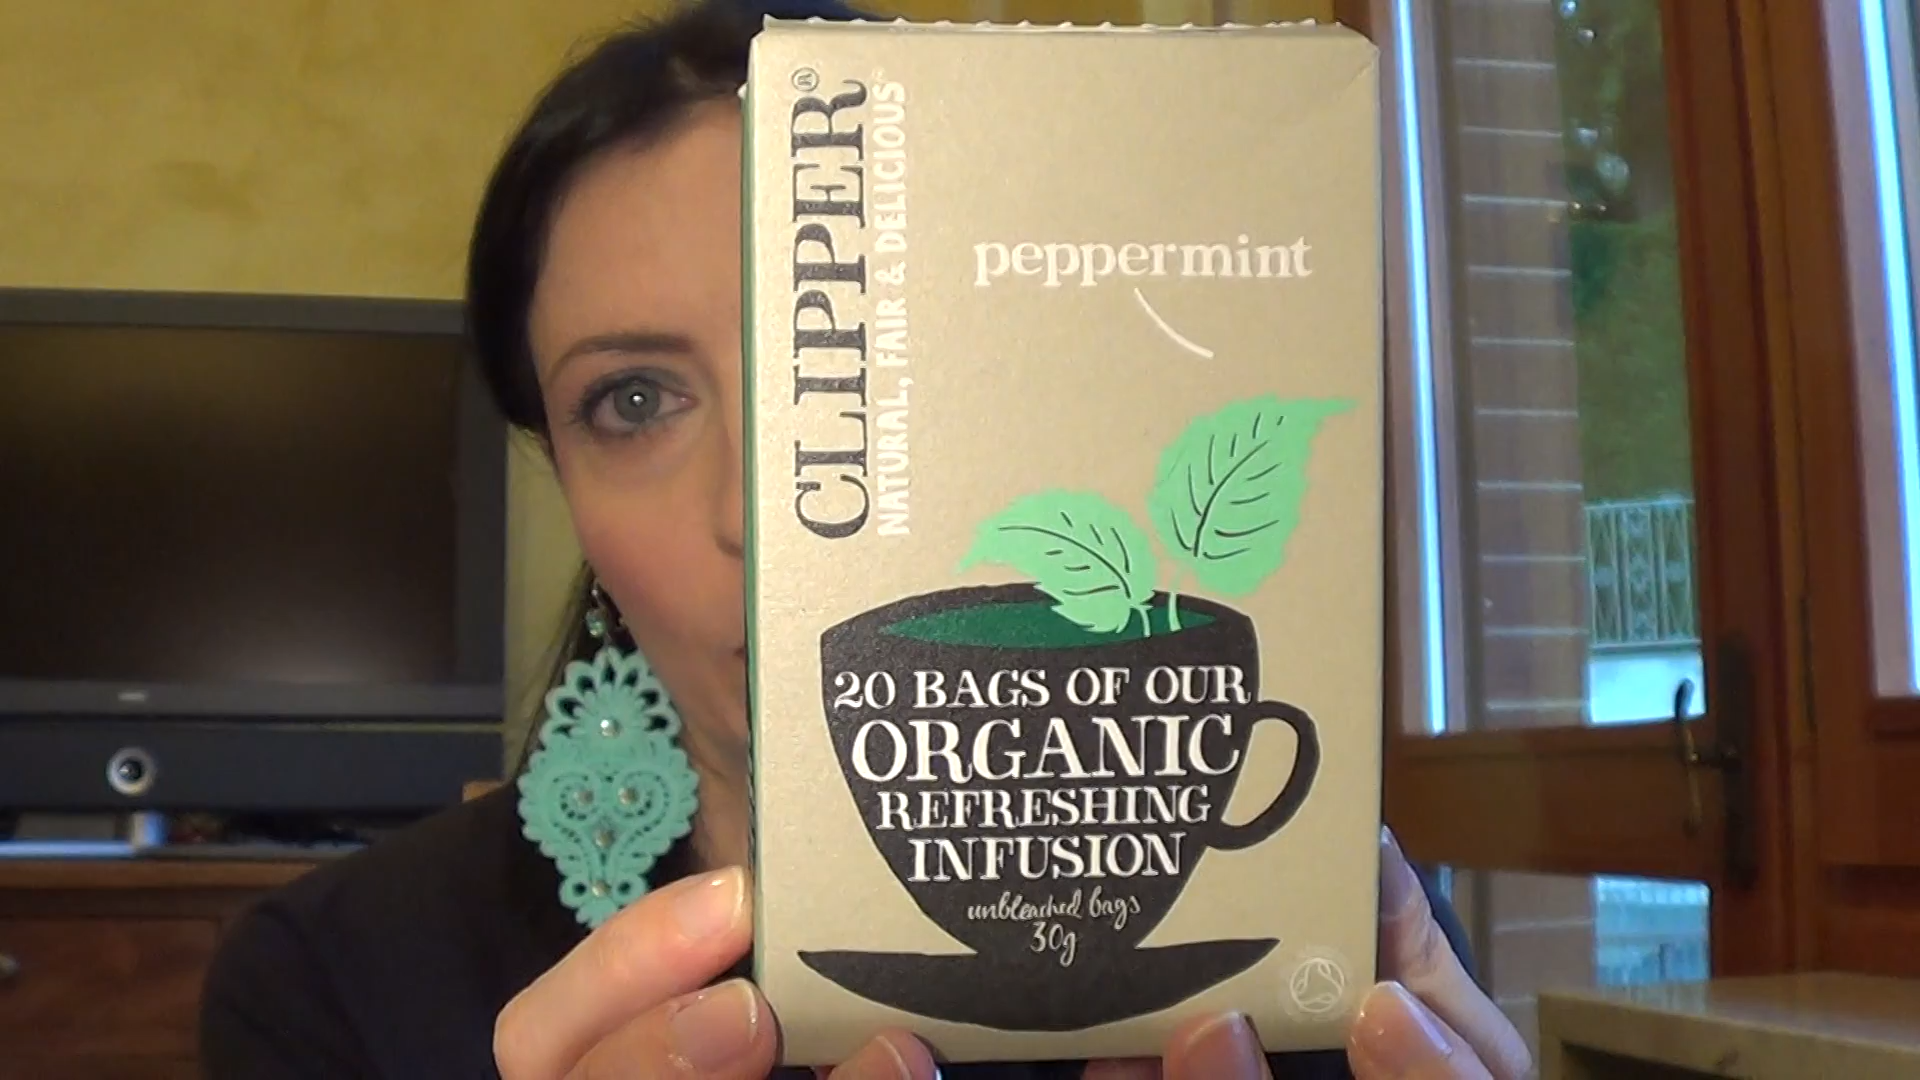 CLIPPER®
NATURAL, FAIR & DELICIOUS
peppermint
20 BAGS OF OUR
ORGANIC
REFRESHING
INFUSION
unbleached bags
30g